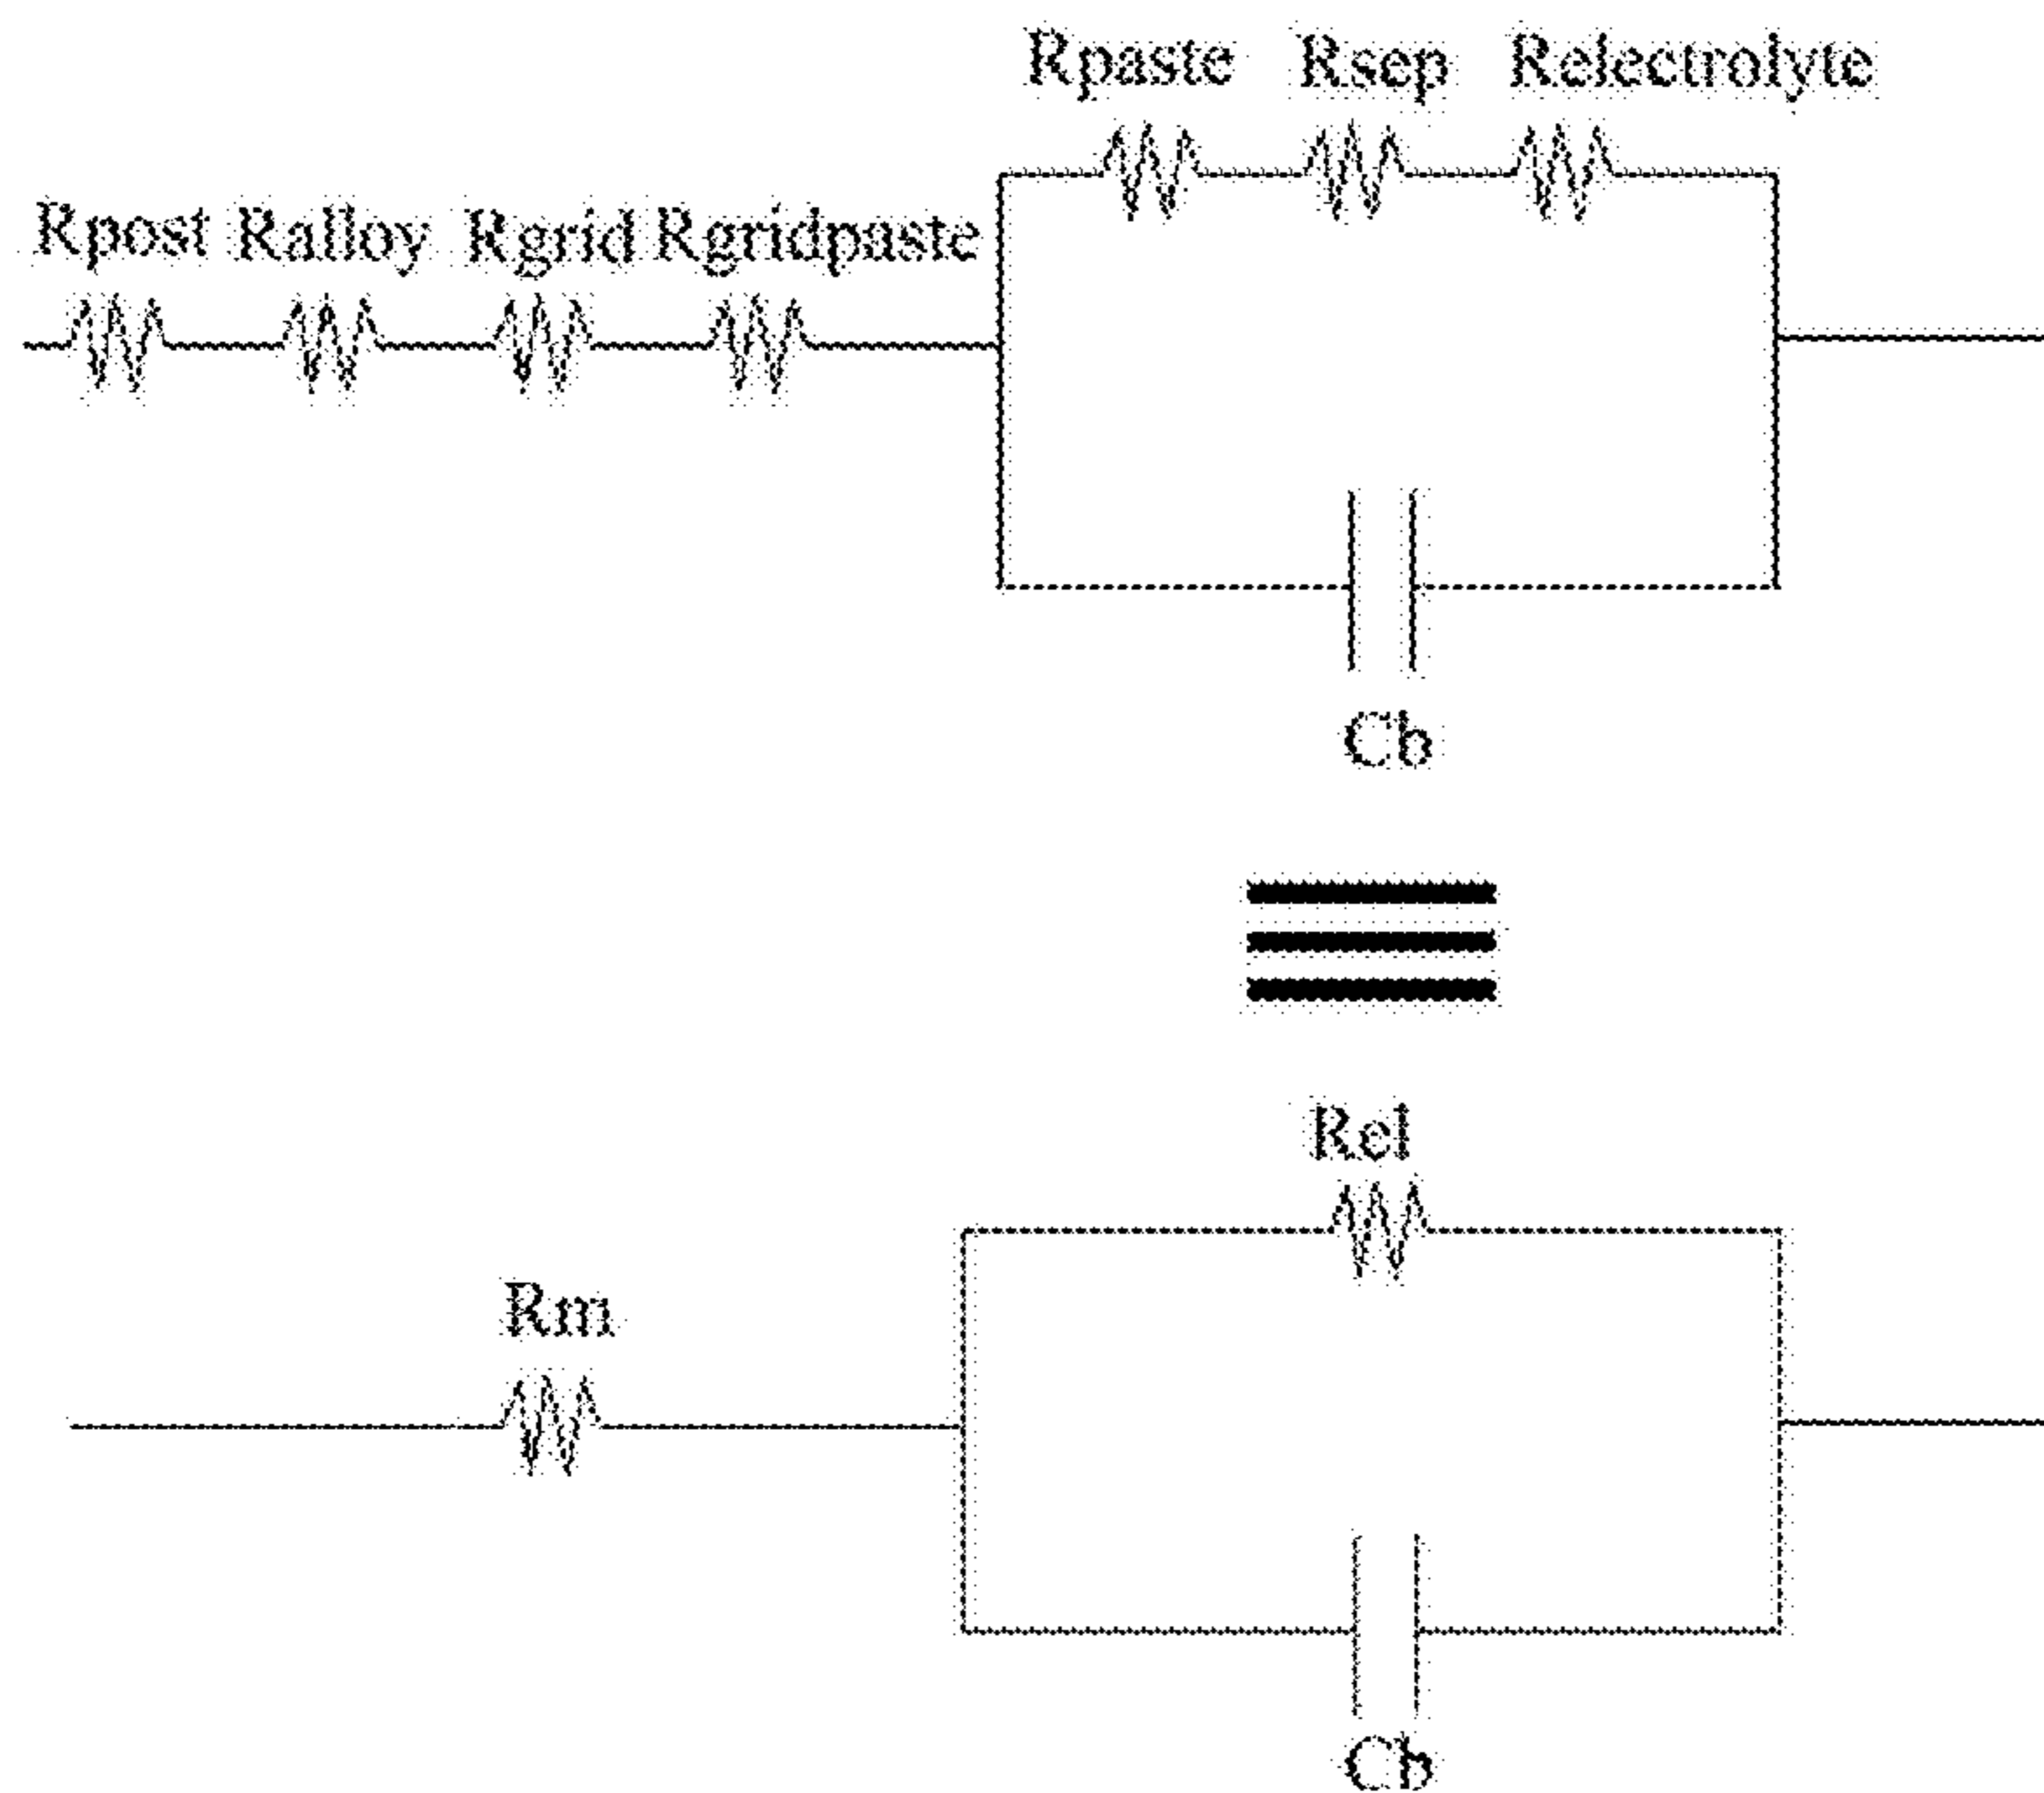 Rpaste Rsep Relectrolyte
Rpost Ralloy Rgrid Rgridpaste
Cb
Rel
Rm
Cb